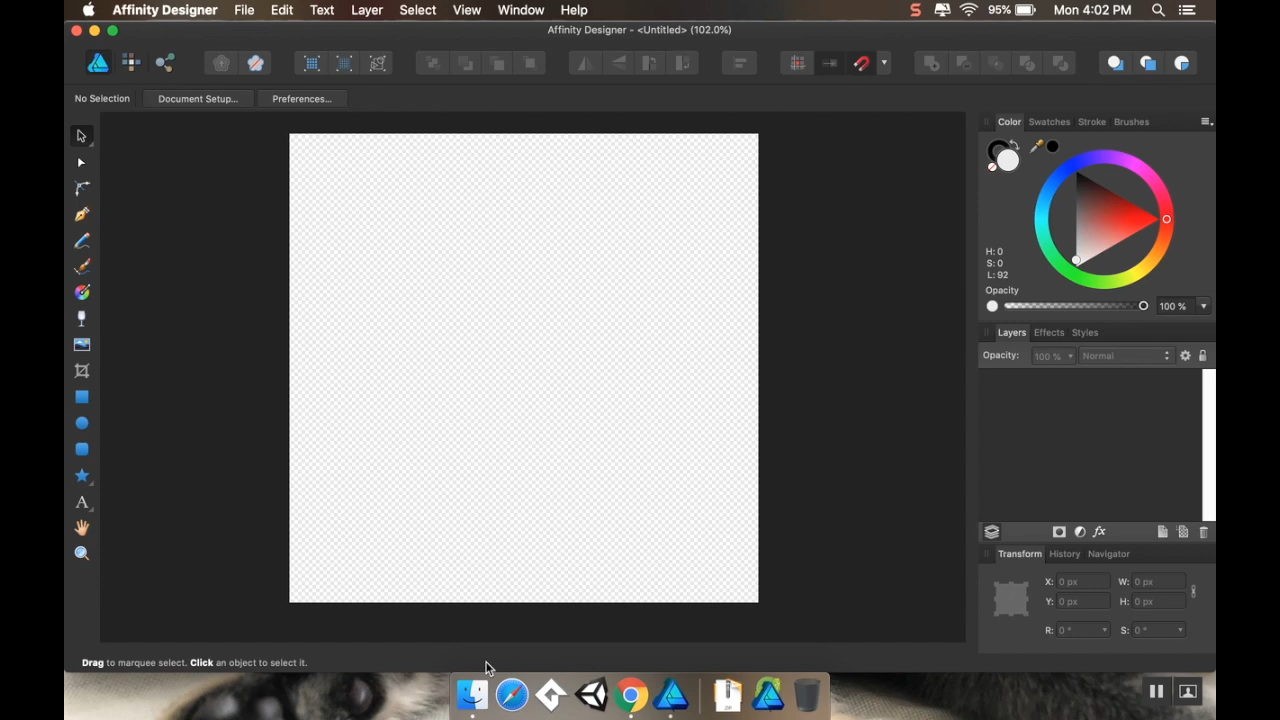 Affinity Designer File Edit Text Layer Select View Window Help 95% Mon 4:02 PM
Affinity Designer - <Untitled> (102.0%)
No Selection Document Setup... Preferences...
Color Swatches Stroke Brushes
H: 0
S: 0
L: 92
Opacity
100 %
Layers Effects Styles
Opacity: 100 % Normal
Transform History Navigator
X: 0 px W: 0 px
Y: 0 px H: 0 px
R: 0 ° S: 0 °
Drag to marquee select. Click an object to select it.
ZIP